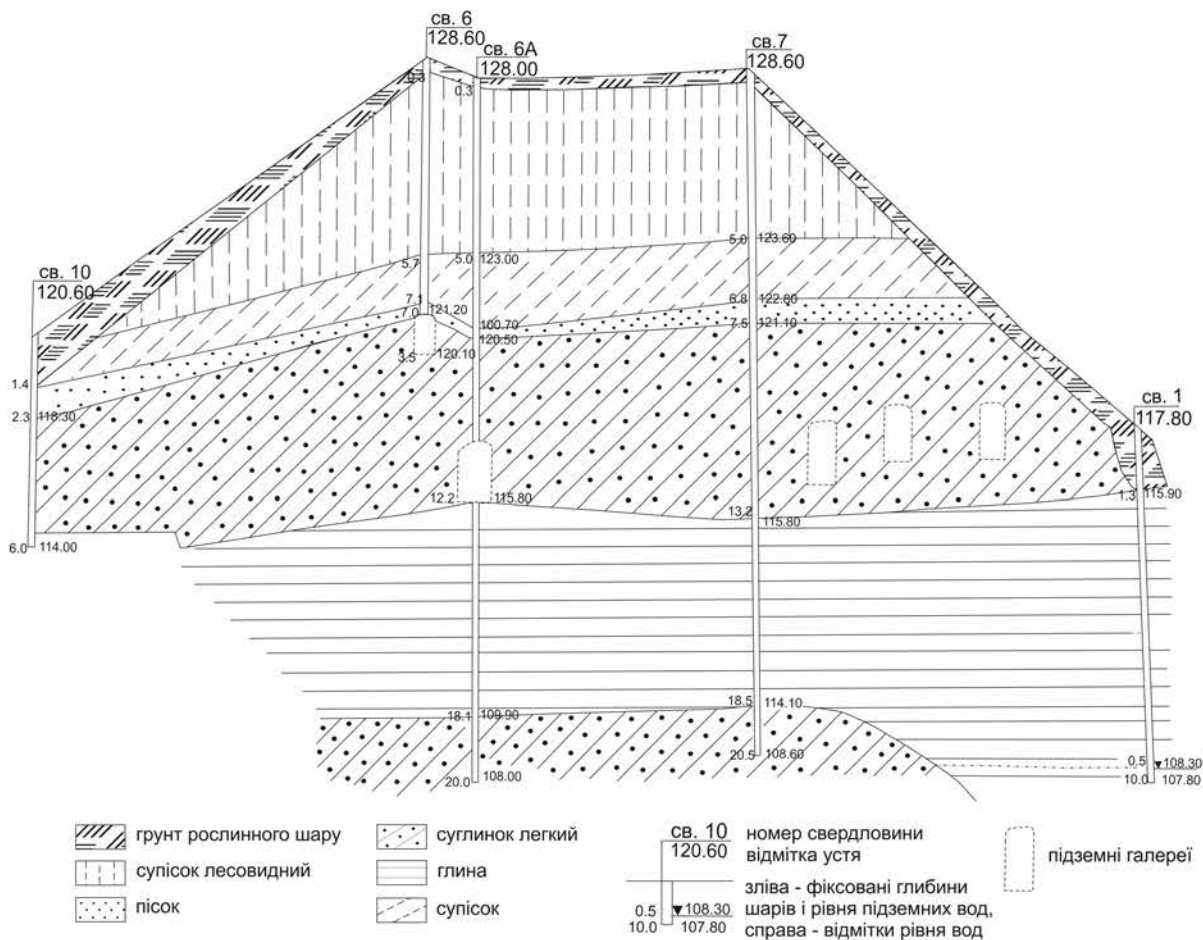 св. 6
128.60
св. 6А
128.00
св.7
128.60
0.3
0.3
св. 10
120.60
5.0
123.60
5.7
5.0
123.00
7.1
121.20
7.0
6.8
122.80
100.70
120.50
7.5
121.10
3.5
120.10
1.4
2.3
118.30
св. 1
117.80
12.2
115.80
13.2
115.80
1.3
115.90
6.0
114.00
18.1
109.90
18.5
114.10
20.5
108.60
20.0
108.00
0.5
108.30
10.0
107.80
грунт рослинного шару
супісок лесовидний
пісок
суглинок легкий
глина
супісок
св. 10
120.60
номер свердловини
відмітка устя
0.5
108.30
10.0
107.80
зліва - фіксовані глибини
шарів і рівня підземних вод,
справа - відмітки рівня вод
підземні галереї